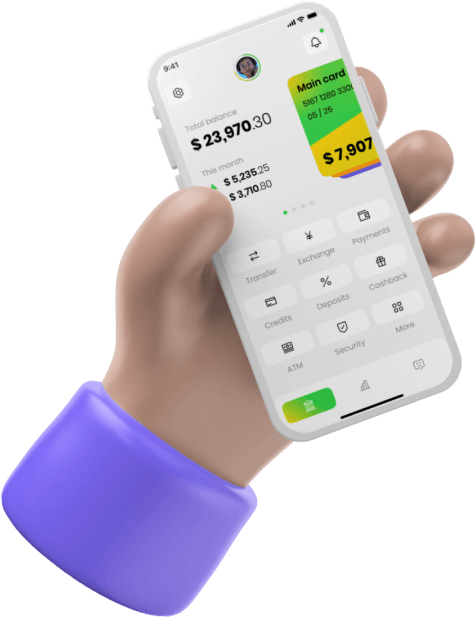 9:41
Total balance
$ 23,970.30
This month
$ 5,235.25
$ 3,710.80
Main card
5167 1280 330
05 / 25
$ 7,907
Transfer
Exchange
Payments
Credits
Deposits
Cashback
ATM
Security
More